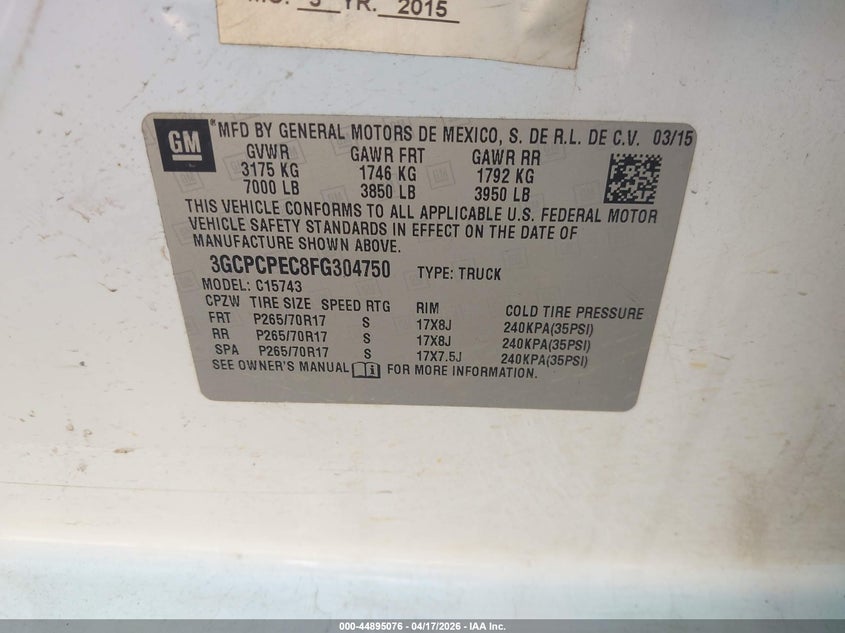 MO. 3 YR. 2015
GM
MFD BY GENERAL MOTORS DE MEXICO, S. DE R.L. DE C.V. 03/15
GVWR GAWR FRT GAWR RR
3175 KG 1746 KG 1792 KG
7000 LB 3850 LB 3950 LB
THIS VEHICLE CONFORMS TO ALL APPLICABLE U.S. FEDERAL MOTOR
VEHICLE SAFETY STANDARDS IN EFFECT ON THE DATE OF
MANUFACTURE SHOWN ABOVE.
3GCPCPEC8FG304750 TYPE: TRUCK
MODEL: C15743
CPZW TIRE SIZE SPEED RTG RIM COLD TIRE PRESSURE
FRT P265/70R17 S 17X8J 240KPA(35PSI)
RR P265/70R17 S 17X8J 240KPA(35PSI)
SPA P265/70R17 S 17X7.5J 240KPA(35PSI)
SEE OWNER'S MANUAL i FOR MORE INFORMATION.
000-44895076 - 04/17/2026 - IAA Inc.